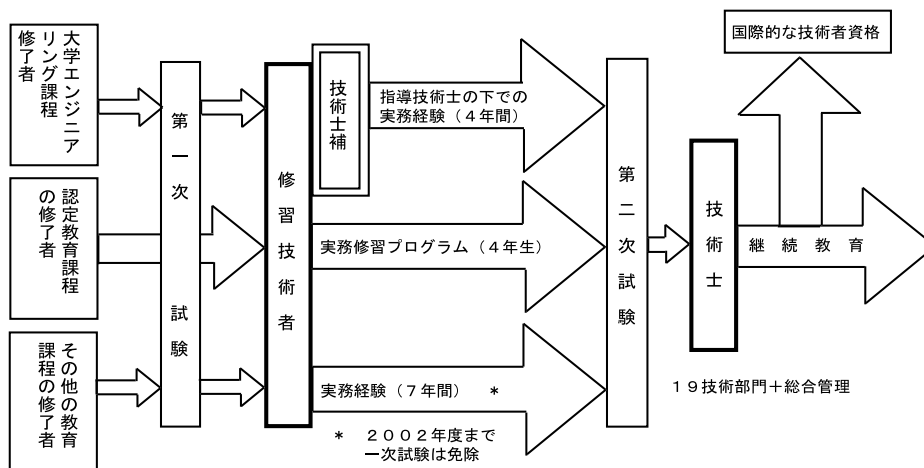 大学エンジニア
リング課程
修了者
認定教育課程
の修了者
その他の教育
課程の修了者
第一次 試験
修習技術者
技術士補
指導技術士の下での
実務経験（４年間）
実務修習プログラム（４年生）
実務経験（７年間） ＊
＊ ２００２年度まで
一次試験は免除
第二次試験
技術士
国際的な技術者資格
継続教育
１９技術部門＋総合管理